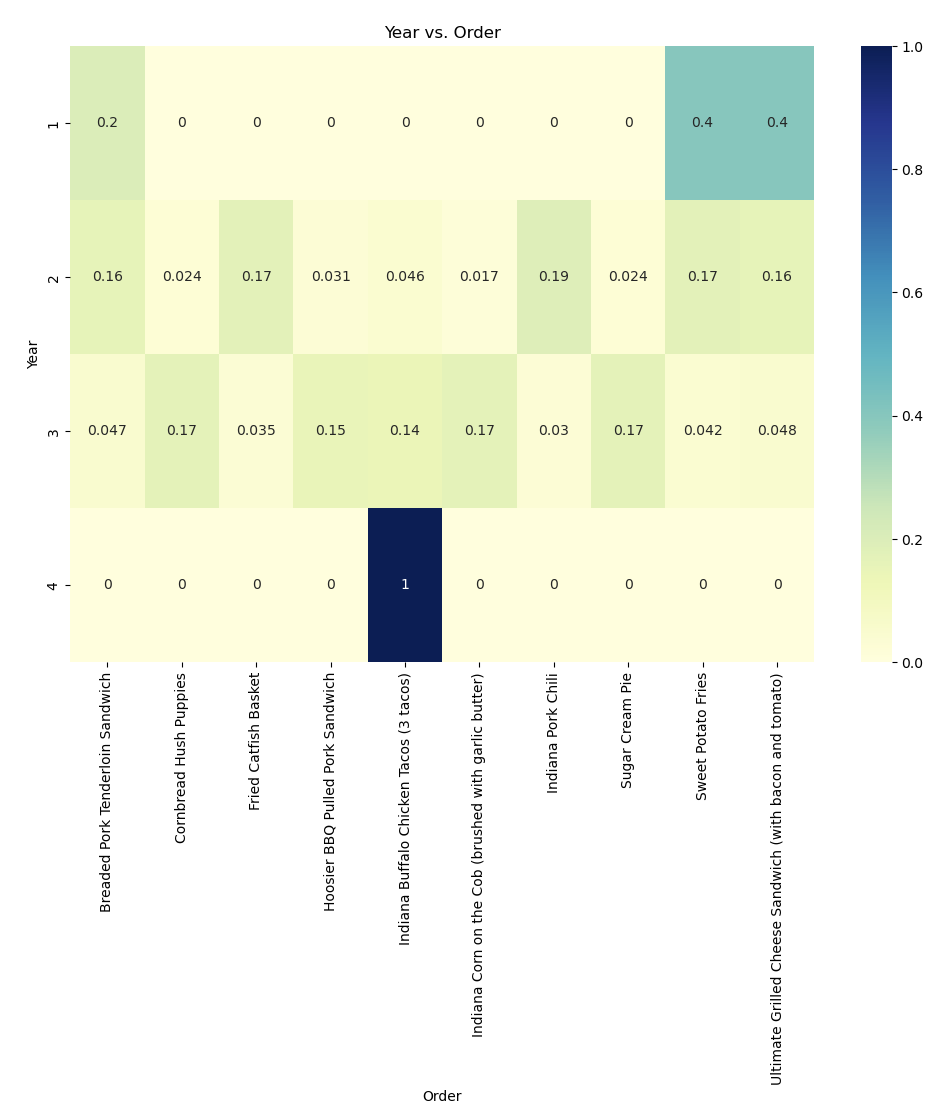 Year vs. Order
1 0.2 0 0 0 0 0 0 0 0.4 0.4
2 0.16 0.024 0.17 0.031 0.046 0.017 0.19 0.024 0.17 0.16
3 0.047 0.17 0.035 0.15 0.14 0.17 0.03 0.17 0.042 0.048
4 0 0 0 0 1 0 0 0 0 0
Year
Breaded Pork Tenderloin Sandwich
Cornbread Hush Puppies
Fried Catfish Basket
Hoosier BBQ Pulled Pork Sandwich
Indiana Buffalo Chicken Tacos (3 tacos)
Indiana Corn on the Cob (brushed with garlic butter)
Indiana Pork Chili
Sugar Cream Pie
Sweet Potato Fries
Ultimate Grilled Cheese Sandwich (with bacon and tomato)
Order
1.0
0.8
0.6
0.4
0.2
0.0